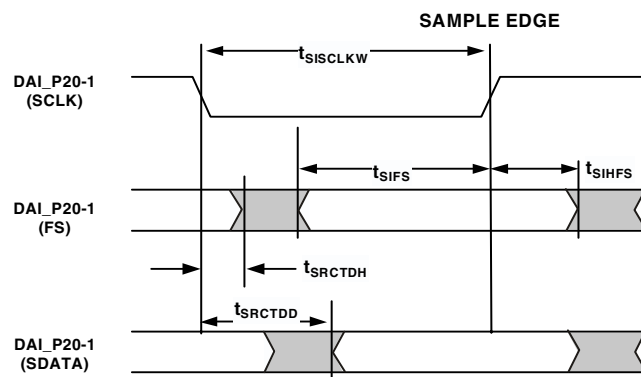 SAMPLE EDGE
tSISCLKW
DAI_P20-1
(SCLK)
tSIFS
tSIHFS
DAI_P20-1
(FS)
tSRCTDH
tSRCTDD
DAI_P20-1
(SDATA)